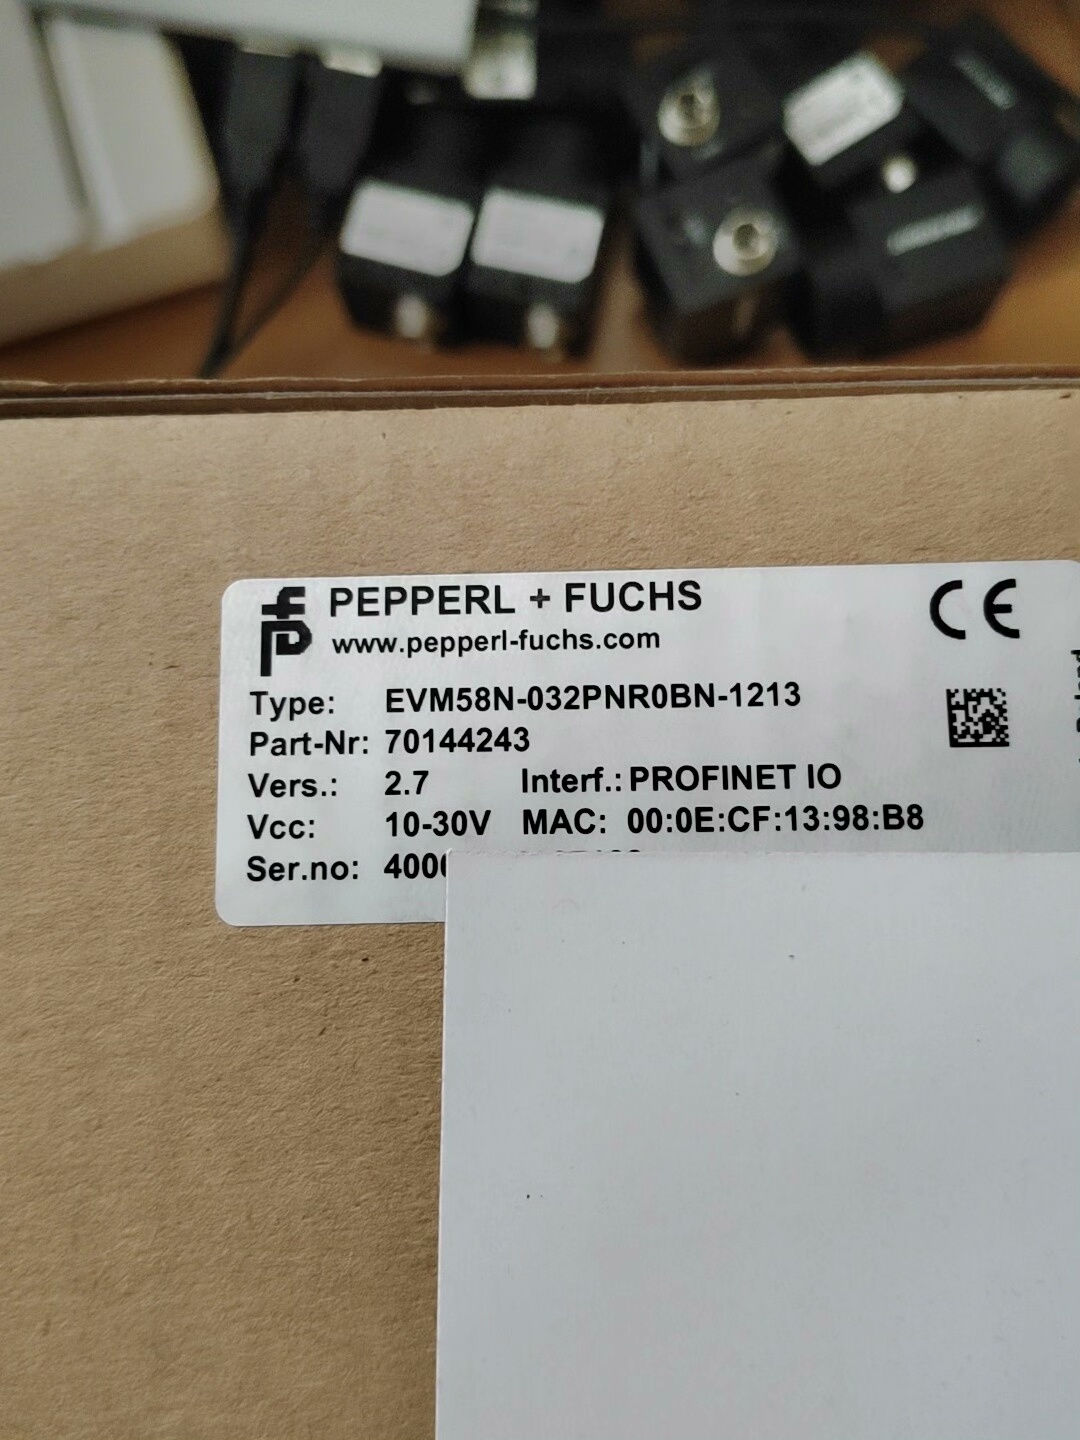 PEPPERL + FUCHS
www.pepperl-fuchs.com
CE
Type: EVM58N-032PNR0BN-1213
Part-Nr: 70144243
Vers.: 2.7 Interf.: PROFINET IO
Vcc: 10-30V MAC: 00:0E:CF:13:98:B8
Ser.no: